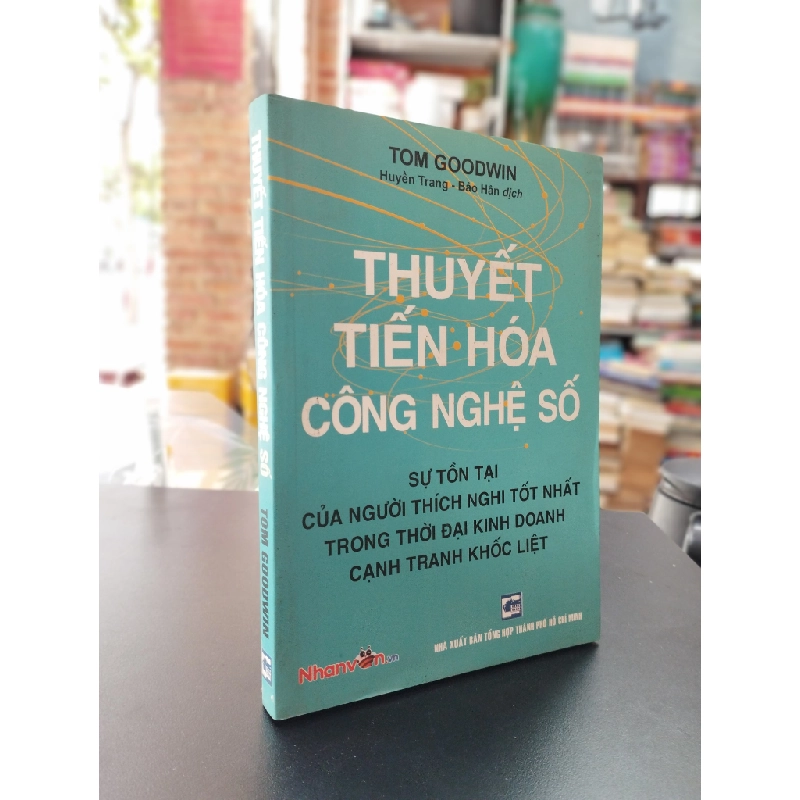 TOM GOODWIN
Huyền Trang - Bảo Hân dịch
THUYẾT
TIẾN HÓA
CÔNG NGHỆ SỐ
SỰ TỒN TẠI
CỦA NGƯỜI THÍCH NGHI TỐT NHẤT
TRONG THỜI ĐẠI KINH DOANH
CẠNH TRANH KHỐC LIỆT
NHÀ XUẤT BẢN TỔNG HỢP THÀNH PHỐ HỒ CHÍ MINH
Nhanvăn.vn
THUYẾT TIẾN HÓA CÔNG NGHỆ SỐ TOM GOODWIN